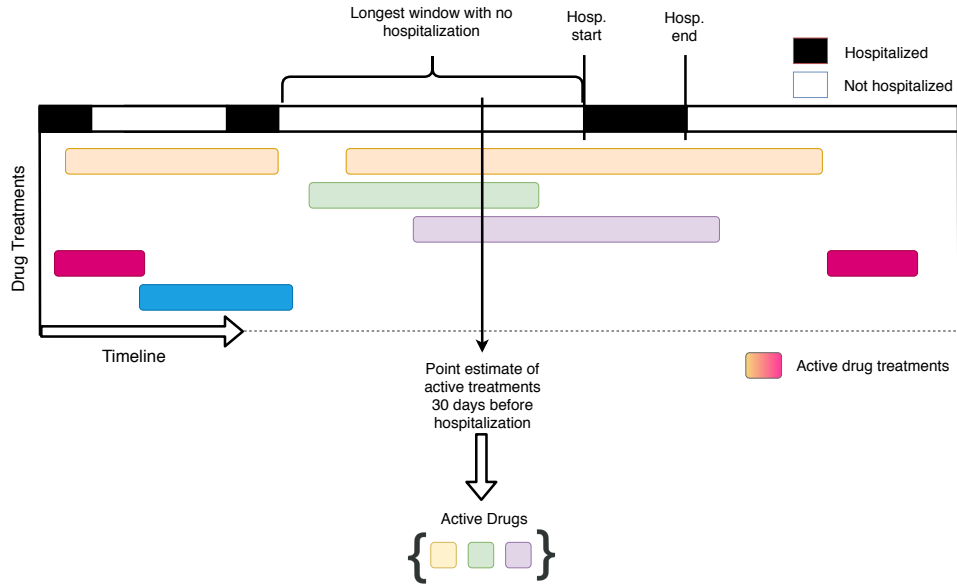 Longest window with no
hospitalization
Hosp.
start
Hosp.
end
Hospitalized
Not hospitalized
Drug Treatments
Timeline
Point estimate of
active treatments
30 days before
hospitalization
Active drug treatments
Active Drugs
{ }